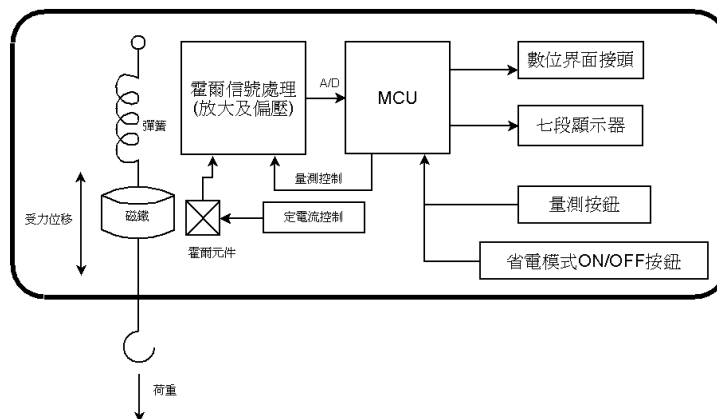 霍爾信號處理
(放大及偏壓)
A/D
MCU
數位界面接頭
七段顯示器
彈簧
量測控制
受力位移
磁鐵
定電流控制
量測按鈕
霍爾元件
省電模式ON/OFF按鈕
荷重